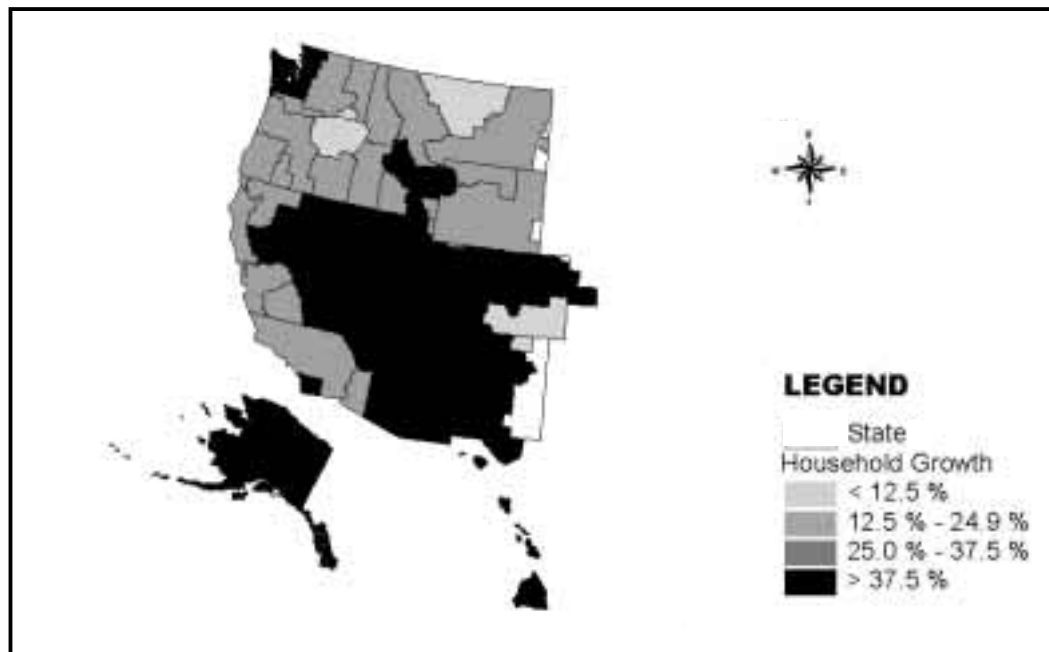 LEGEND
State
Household Growth
< 12.5 %
12.5 % - 24.9 %
25.0 % - 37.5 %
> 37.5 %